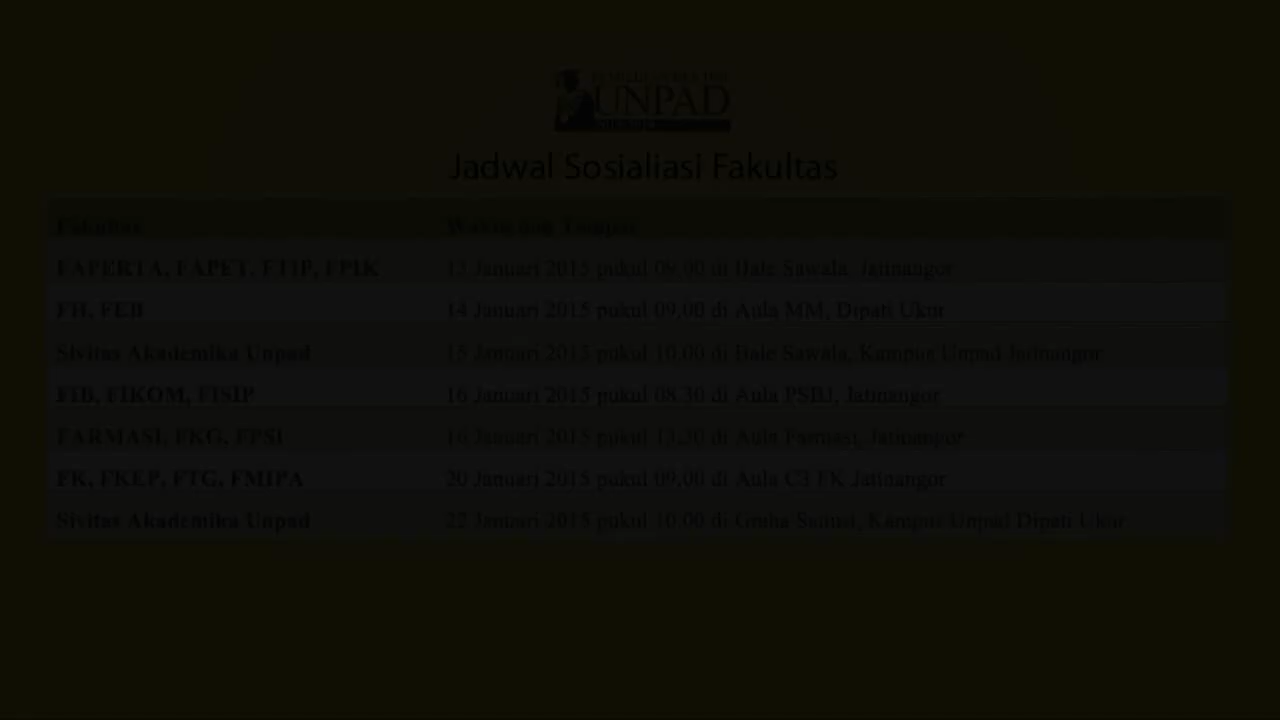 UNPAD
Jadwal Sosialiasi Fakultas
Fakultas Waktu dan Tempat
FAPERTA, FAPET, FTIP, FPIK 13 Januari 2015 pukul 09.00 di Bale Sawala, Jatinangor
FH, FEB 14 Januari 2015 pukul 09.00 di Aula MM, Dipati Ukur
Sivitas Akademika Unpad 15 Januari 2015 pukul 10.00 di Bale Sawala, Kampus Unpad Jatinangor
FIB, FIKOM, FISIP 16 Januari 2015 pukul 08.30 di Aula PSBJ, Jatinangor
FARMASI, FKG, FPSI 16 Januari 2015 pukul 13.30 di Aula Farmasi, Jatinangor
FK, FKEP, FTG, FMIPA 20 Januari 2015 pukul 09.00 di Aula C3 FK Jatinangor
Sivitas Akademika Unpad 22 Januari 2015 pukul 10.00 di Graha Sanusi, Kampus Unpad Dipati Ukur